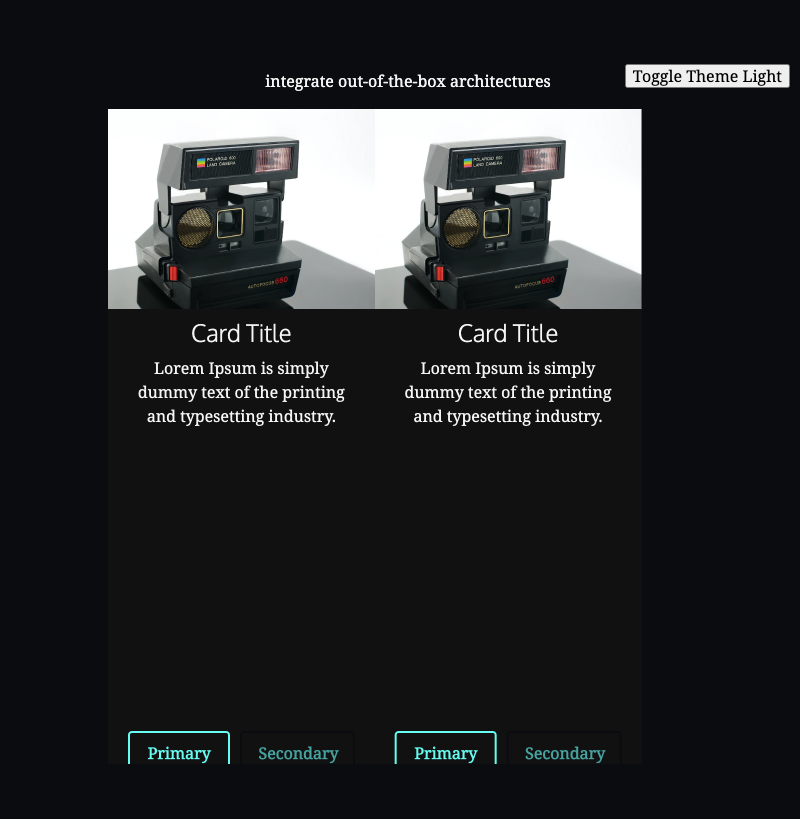 integrate out-of-the-box architectures
Toggle Theme Light
POLAROID 600
LAND CAMERA
AUTOFOCUS 660
POLAROID 600
LAND CAMERA
AUTOFOCUS 660
Card Title
Lorem Ipsum is simply
dummy text of the printing
and typesetting industry.
Primary
Secondary
Card Title
Lorem Ipsum is simply
dummy text of the printing
and typesetting industry.
Primary
Secondary